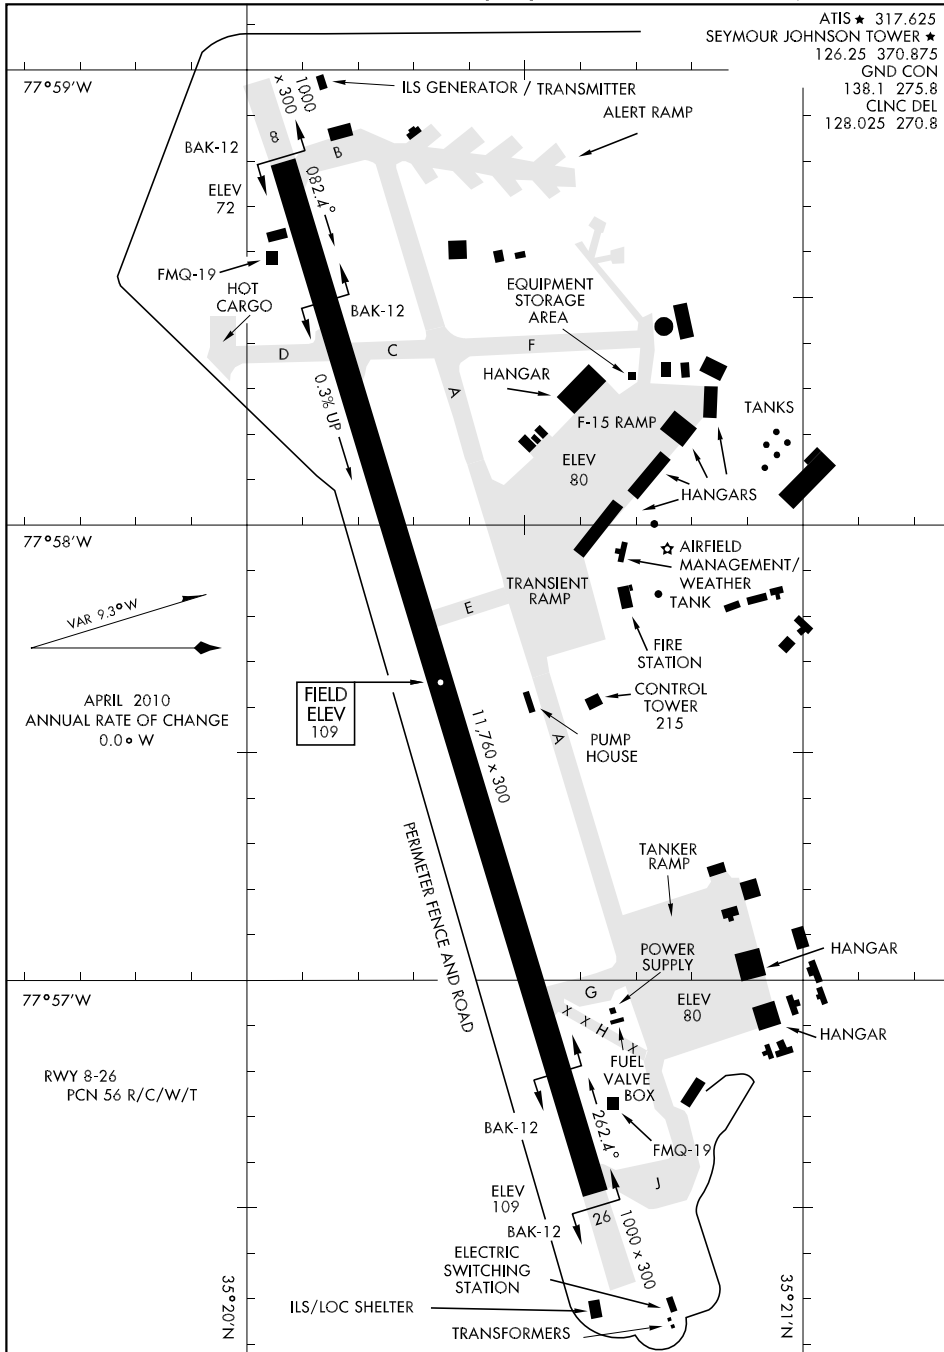 ATIS ★ 317.625
SEYMOUR JOHNSON TOWER ★
126.25 370.875
GND CON
138.1 275.8
CLNC DEL
128.025 270.8
77°59'W
1000
x 300
ILS GENERATOR / TRANSMITTER
ALERT RAMP
8
B
BAK-12
ELEV
72
082.4°
FMQ-19
HOT
CARGO
BAK-12
EQUIPMENT
STORAGE
AREA
D
C
F
0.3% UP
A
HANGAR
F-15 RAMP
TANKS
ELEV
80
HANGARS
77°58'W
AIRFIELD
MANAGEMENT/
WEATHER
TRANSIENT
RAMP
TANK
E
VAR 9.3° W
FIRE
STATION
APRIL 2010
ANNUAL RATE OF CHANGE
0.0° W
FIELD
ELEV
109
CONTROL
TOWER
215
11,760 x 300
A
PUMP
HOUSE
PERIMETER FENCE AND ROAD
TANKER
RAMP
POWER
SUPPLY
HANGAR
77°57'W
G
ELEV
80
X X H X
HANGAR
RWY 8-26
PCN 56 R/C/W/T
FUEL
VALVE
BOX
BAK-12
262.4°
FMQ-19
J
ELEV
109
BAK-12
26
1000 x 300
ELECTRIC
SWITCHING
STATION
35°20'N
35°21'N
ILS/LOC SHELTER
TRANSFORMERS